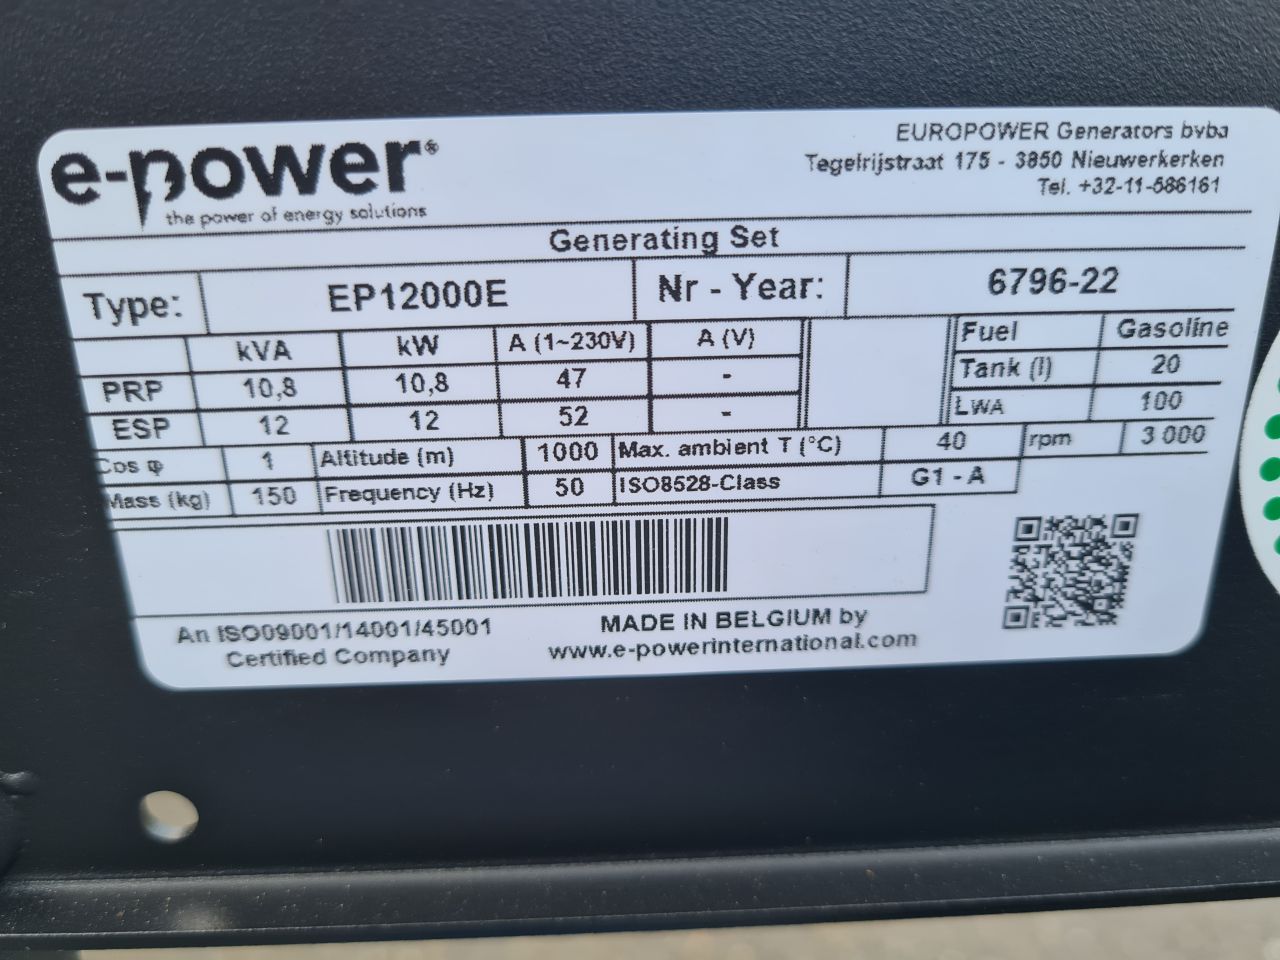 e-power®
the power of energy solutions
EUROPOWER Generators bvba
Tegelrijstraat 175 - 3850 Nieuwerkerken
Tel. +32-11-586161
Generating Set
Type: EP12000E Nr - Year: 6796-22
kVA kW A (1~230V) A (V) Fuel Gasoline
PRP 10,8 10,8 47 - Tank (l) 20
ESP 12 12 52 - LWA 100
Cos φ 1 Altitude (m) 1000 Max. ambient T (°C) 40 rpm 3 000
Mass (kg) 150 Frequency (Hz) 50 ISO8528-Class G1 - A
An ISO09001/14001/45001
Certified Company
MADE IN BELGIUM by
www.e-powerinternational.com